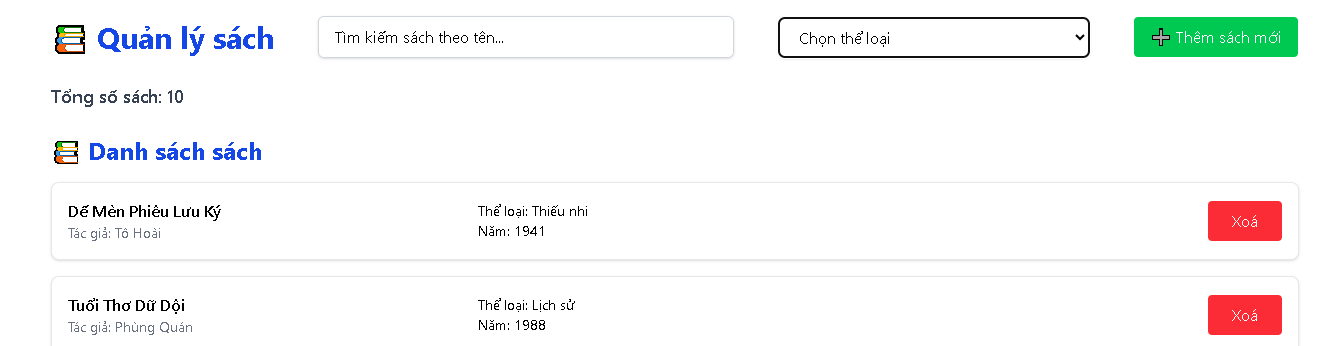 Quản lý sách
Tìm kiếm sách theo tên...
Chọn thể loại
Thêm sách mới
Tổng số sách: 10
Danh sách sách
Dế Mèn Phiêu Lưu Ký
Tác giả: Tô Hoài
Thể loại: Thiếu nhi
Năm: 1941
Xoá
Tuổi Thơ Dữ Dội
Tác giả: Phùng Quán
Thể loại: Lịch sử
Năm: 1988
Xoá